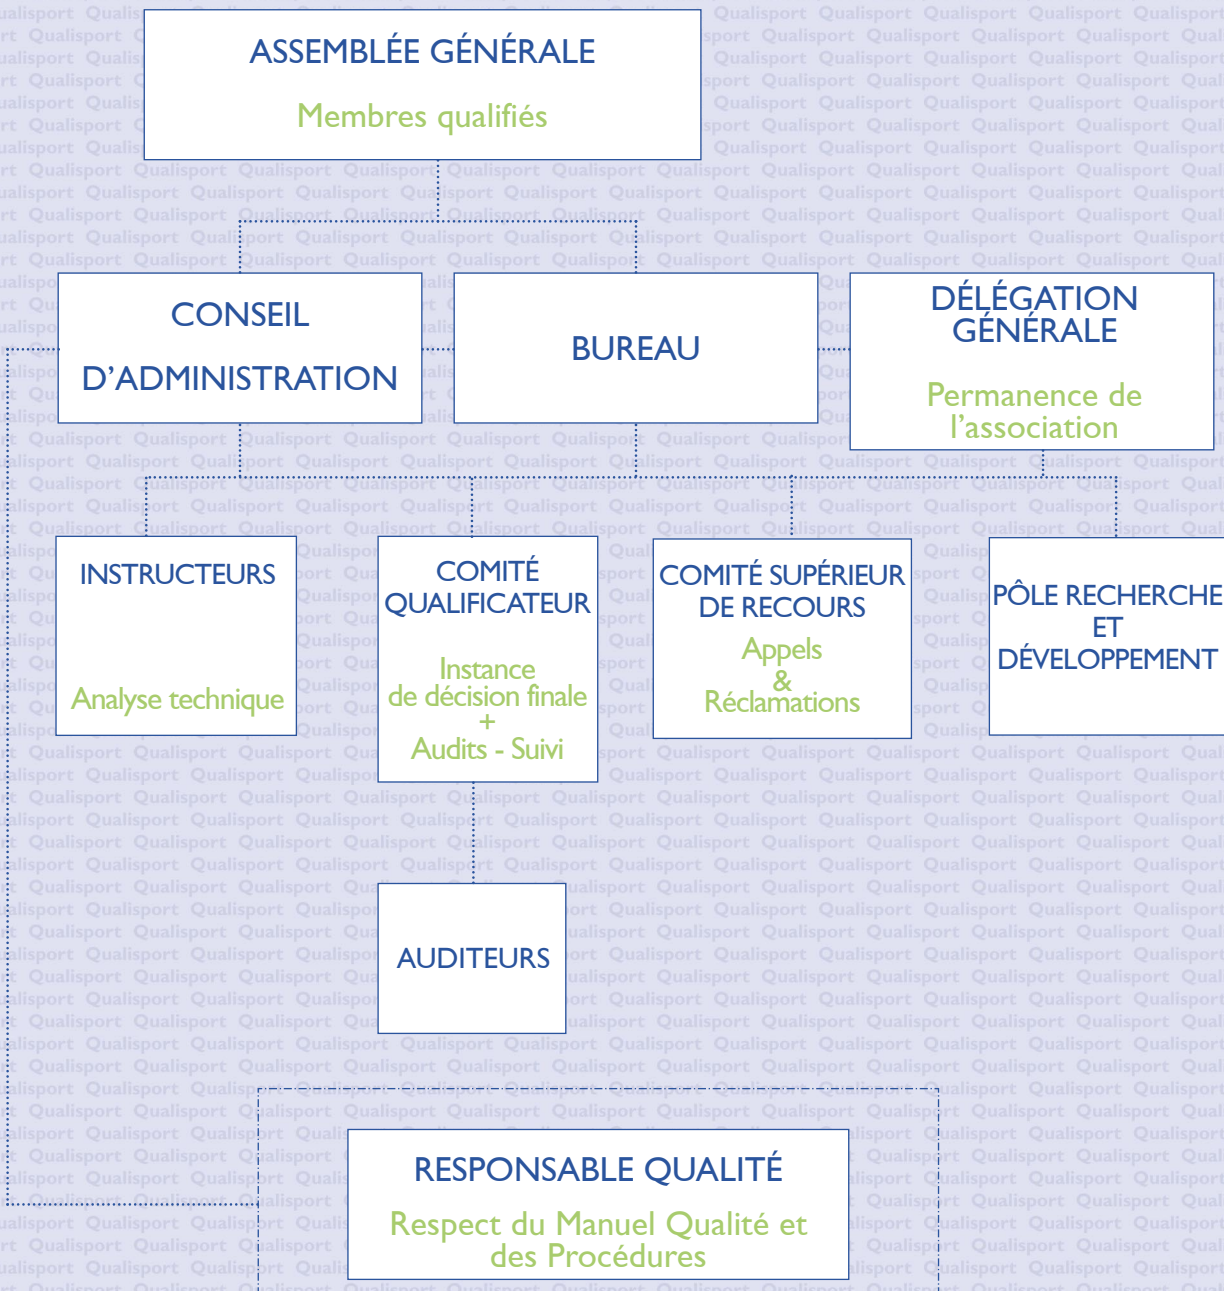 ASSEMBLÉE GÉNÉRALE
Membres qualifiés
CONSEIL
D’ADMINISTRATION
BUREAU
DÉLÉGATION
GÉNÉRALE
Permanence de
l’association
INSTRUCTEURS
Analyse technique
COMITÉ
QUALIFICATEUR
Instance
de décision finale
+
Audits - Suivi
COMITÉ SUPÉRIEUR
DE RECOURS
Appels
&
Réclamations
PÔLE RECHERCHE
ET
DÉVELOPPEMENT
AUDITEURS
RESPONSABLE QUALITÉ
Respect du Manuel Qualité et
des Procédures